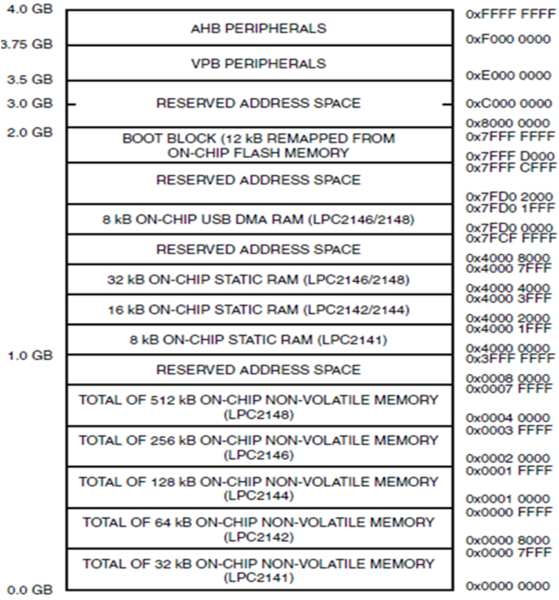 4.0 GB
0xFFFF FFFF
AHB PERIPHERALS
3.75 GB
0xF000 0000
VPB PERIPHERALS
3.5 GB
0xE000 0000
3.0 GB
RESERVED ADDRESS SPACE
0xC000 0000
0x8000 0000
2.0 GB
0x7FFF FFFF
BOOT BLOCK (12 kB REMAPPED FROM
ON-CHIP FLASH MEMORY
0x7FFF D000
0x7FFF CFFF
RESERVED ADDRESS SPACE
0x7FD0 2000
0x7FD0 1FFF
8 kB ON-CHIP USB DMA RAM (LPC2146/2148)
0x7FD0 0000
0x7FCF FFFF
RESERVED ADDRESS SPACE
0x4000 8000
0x4000 7FFF
32 kB ON-CHIP STATIC RAM (LPC2146/2148)
0x4000 4000
0x4000 3FFF
16 kB ON-CHIP STATIC RAM (LPC2142/2144)
0x4000 2000
0x4000 1FFF
8 kB ON-CHIP STATIC RAM (LPC2141)
0x4000 0000
1.0 GB
0x3FFF FFFF
RESERVED ADDRESS SPACE
0x0008 0000
0x0007 FFFF
TOTAL OF 512 kB ON-CHIP NON-VOLATILE MEMORY
(LPC2148)
0x0004 0000
0x0003 FFFF
TOTAL OF 256 kB ON-CHIP NON-VOLATILE MEMORY
(LPC2146)
0x0002 0000
0x0001 FFFF
TOTAL OF 128 kB ON-CHIP NON-VOLATILE MEMORY
(LPC2144)
0x0001 0000
0x0000 FFFF
TOTAL OF 64 kB ON-CHIP NON-VOLATILE MEMORY
(LPC2142)
0x0000 8000
0x0000 7FFF
TOTAL OF 32 kB ON-CHIP NON-VOLATILE MEMORY
(LPC2141)
0.0 GB
0x0000 0000